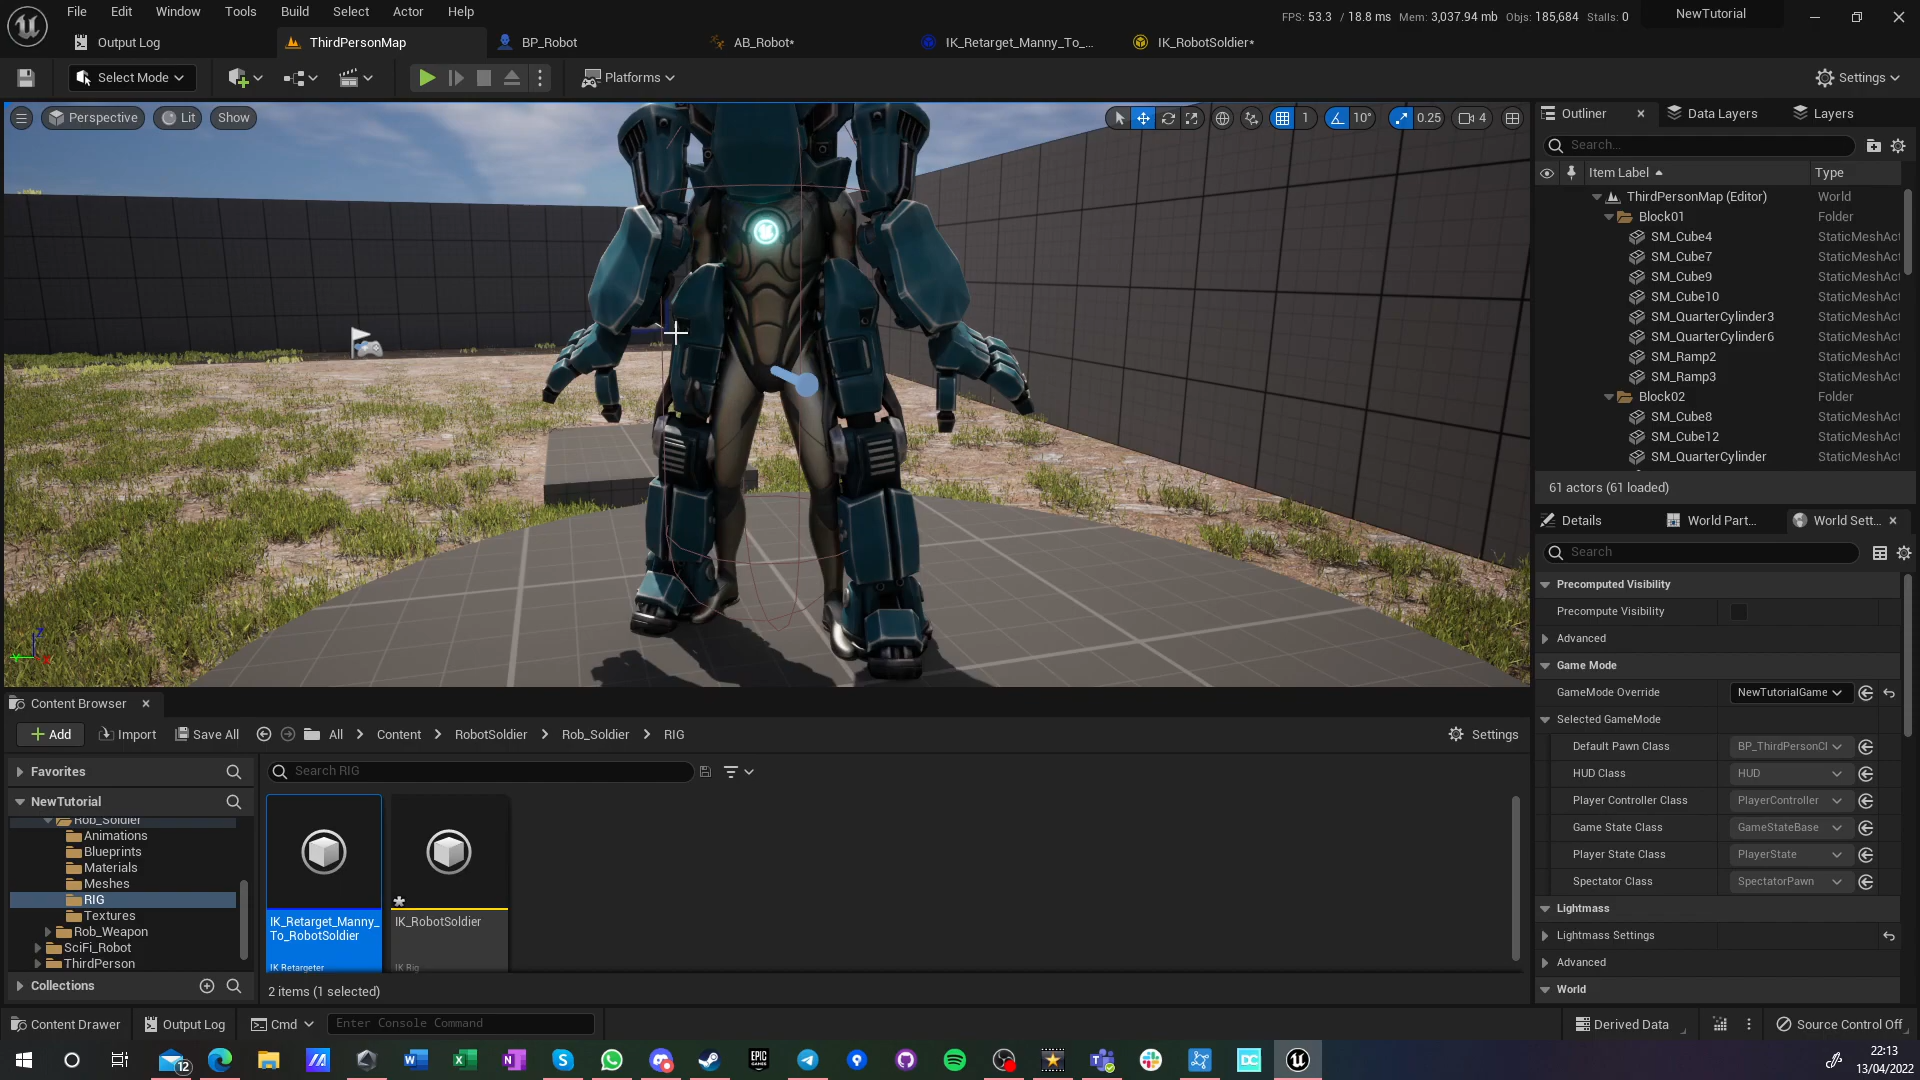 File Edit Window Tools Build Select Actor Help
FPS: 53.3 / 18.8 ms Mem: 3,037.94 mb Objs: 185,684 Stalls: 0
NewTutorial
Output Log
ThirdPersonMap
BP_Robot
AB_Robot*
IK_Retarget_Manny_To_...
IK_RobotSoldier*
Select Mode
Platforms
Settings
Perspective
Lit
Show
1
10°
0.25
4
Outliner
Data Layers
Layers
Search...
Item Label
Type
ThirdPersonMap (Editor) World
Block01 Folder
SM_Cube4 StaticMeshAct
SM_Cube7 StaticMeshAct
SM_Cube9 StaticMeshAct
SM_Cube10 StaticMeshAct
SM_QuarterCylinder3 StaticMeshAct
SM_QuarterCylinder6 StaticMeshAct
SM_Ramp2 StaticMeshAct
SM_Ramp3 StaticMeshAct
Block02 Folder
SM_Cube8 StaticMeshAct
SM_Cube12 StaticMeshAct
SM_QuarterCylinder StaticMeshAct
61 actors (61 loaded)
Details
World Part...
World Sett...
Search
Precomputed Visibility
Precompute Visibility
Advanced
Game Mode
GameMode Override NewTutorialGame
Selected GameMode
Default Pawn Class BP_ThirdPersonCl
HUD Class HUD
Player Controller Class PlayerController
Game State Class GameStateBase
Player State Class PlayerState
Spectator Class SpectatorPawn
Lightmass
Lightmass Settings
Advanced
World
Content Browser
Add
Import
Save All
All > Content > RobotSoldier > Rob_Soldier > RIG
Settings
Favorites
NewTutorial
Rob_Soldier
Animations
Blueprints
Materials
Meshes
RIG
Textures
Rob_Weapon
SciFi_Robot
ThirdPerson
Collections
Search RIG
IK_Retarget_Manny_
To_RobotSoldier
IK Retargeter
IK_RobotSoldier
IK Rig
2 items (1 selected)
Content Drawer
Output Log
Cmd
Enter Console Command
Derived Data
Source Control Off
12
EPIC
GAMES
DC
22:13
13/04/2022